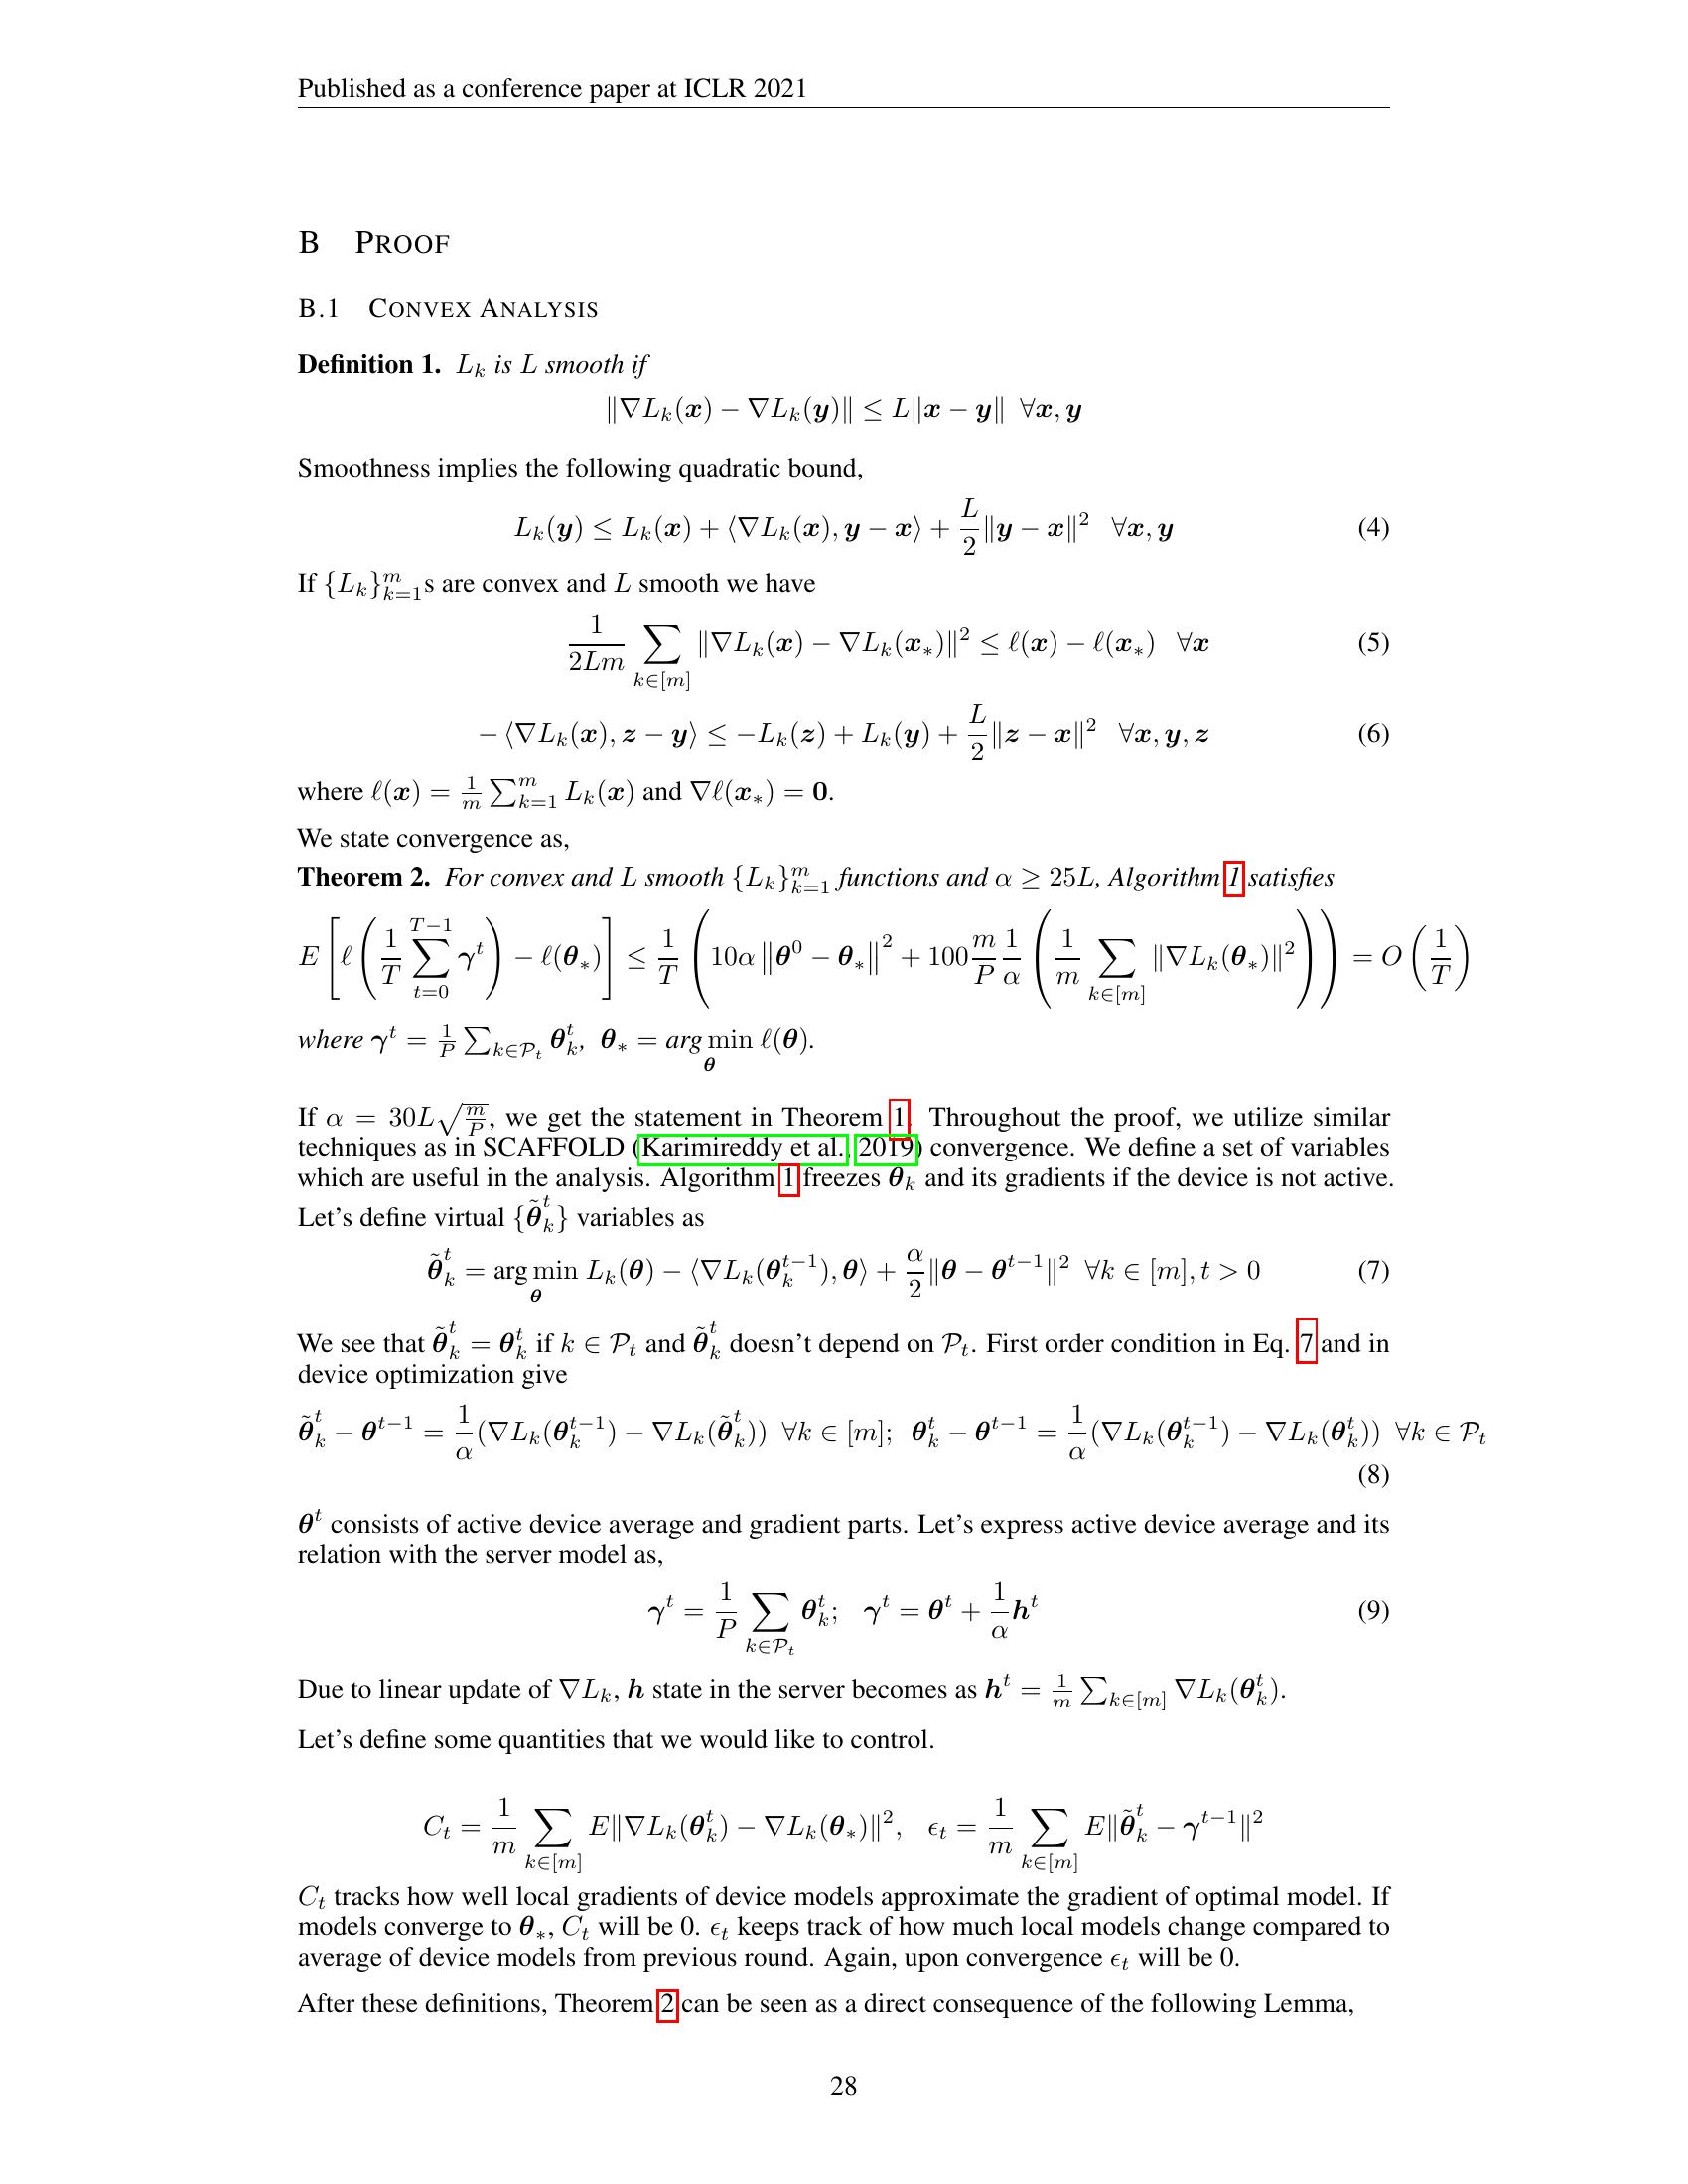 Published as a conference paper at ICLR 2021
B PROOF
B.1 CONVEX ANALYSIS
Definition 1. $L_k$ is $L$ smooth if
$$\|\nabla L_k(\boldsymbol{x}) - \nabla L_k(\boldsymbol{y})\| \leq L\|\boldsymbol{x} - \boldsymbol{y}\| \ \ \forall \boldsymbol{x}, \boldsymbol{y}$$
Smoothness implies the following quadratic bound,
$$L_k(\boldsymbol{y}) \leq L_k(\boldsymbol{x}) + \langle \nabla L_k(\boldsymbol{x}), \boldsymbol{y} - \boldsymbol{x} \rangle + \frac{L}{2}\|\boldsymbol{y} - \boldsymbol{x}\|^2 \ \ \forall \boldsymbol{x}, \boldsymbol{y} \quad (4)$$
If $\{L_k\}_{k=1}^m$s are convex and $L$ smooth we have
$$\frac{1}{2Lm} \sum_{k \in [m]} \|\nabla L_k(\boldsymbol{x}) - \nabla L_k(\boldsymbol{x}_*)\|^2 \leq \ell(\boldsymbol{x}) - \ell(\boldsymbol{x}_*) \ \ \forall \boldsymbol{x} \quad (5)$$
$$-\langle \nabla L_k(\boldsymbol{x}), \boldsymbol{z} - \boldsymbol{y} \rangle \leq -L_k(\boldsymbol{z}) + L_k(\boldsymbol{y}) + \frac{L}{2}\|\boldsymbol{z} - \boldsymbol{x}\|^2 \ \ \forall \boldsymbol{x}, \boldsymbol{y}, \boldsymbol{z} \quad (6)$$
where $\ell(\boldsymbol{x}) = \frac{1}{m} \sum_{k=1}^m L_k(\boldsymbol{x})$ and $\nabla \ell(\boldsymbol{x}_*) = \boldsymbol{0}$.
We state convergence as,
Theorem 2. For convex and $L$ smooth $\{L_k\}_{k=1}^m$ functions and $\alpha \geq 25L$, Algorithm 1 satisfies
$$E\left[\ell\left(\frac{1}{T}\sum_{t=0}^{T-1} \boldsymbol{\gamma}^t\right) - \ell(\boldsymbol{\theta}_*)\right] \leq \frac{1}{T}\left(10\alpha\left\|\boldsymbol{\theta}^0 - \boldsymbol{\theta}_*\right\|^2 + 100\frac{m}{P}\frac{1}{\alpha}\left(\frac{1}{m}\sum_{k \in [m]} \|\nabla L_k(\boldsymbol{\theta}_*)\|^2\right)\right) = O\left(\frac{1}{T}\right)$$
where $\boldsymbol{\gamma}^t = \frac{1}{P}\sum_{k \in \mathcal{P}_t} \boldsymbol{\theta}_k^t, \ \boldsymbol{\theta}_* = \underset{\boldsymbol{\theta}}{\arg\min}\ \ell(\boldsymbol{\theta})$.
If $\alpha = 30L\sqrt{\frac{m}{P}}$, we get the statement in Theorem 1. Throughout the proof, we utilize similar
techniques as in SCAFFOLD (Karimireddy et al., 2019) convergence. We define a set of variables
which are useful in the analysis. Algorithm 1 freezes $\boldsymbol{\theta}_k$ and its gradients if the device is not active.
Let's define virtual $\{\tilde{\boldsymbol{\theta}}_k^t\}$ variables as
$$\tilde{\boldsymbol{\theta}}_k^t = \underset{\boldsymbol{\theta}}{\arg\min}\ L_k(\boldsymbol{\theta}) - \langle \nabla L_k(\boldsymbol{\theta}_k^{t-1}), \boldsymbol{\theta} \rangle + \frac{\alpha}{2}\|\boldsymbol{\theta} - \boldsymbol{\theta}^{t-1}\|^2 \ \ \forall k \in [m], t > 0 \quad (7)$$
We see that $\tilde{\boldsymbol{\theta}}_k^t = \boldsymbol{\theta}_k^t$ if $k \in \mathcal{P}_t$ and $\tilde{\boldsymbol{\theta}}_k^t$ doesn't depend on $\mathcal{P}_t$. First order condition in Eq. 7 and in
device optimization give
$$\tilde{\boldsymbol{\theta}}_k^t - \boldsymbol{\theta}^{t-1} = \frac{1}{\alpha}(\nabla L_k(\boldsymbol{\theta}_k^{t-1}) - \nabla L_k(\tilde{\boldsymbol{\theta}}_k^t)) \ \ \forall k \in [m]; \ \ \boldsymbol{\theta}_k^t - \boldsymbol{\theta}^{t-1} = \frac{1}{\alpha}(\nabla L_k(\boldsymbol{\theta}_k^{t-1}) - \nabla L_k(\boldsymbol{\theta}_k^t)) \ \ \forall k \in \mathcal{P}_t$$
(8)
$\boldsymbol{\theta}^t$ consists of active device average and gradient parts. Let's express active device average and its
relation with the server model as,
$$\boldsymbol{\gamma}^t = \frac{1}{P}\sum_{k \in \mathcal{P}_t} \boldsymbol{\theta}_k^t; \ \ \boldsymbol{\gamma}^t = \boldsymbol{\theta}^t + \frac{1}{\alpha}\boldsymbol{h}^t \quad (9)$$
Due to linear update of $\nabla L_k$, $\boldsymbol{h}$ state in the server becomes as $\boldsymbol{h}^t = \frac{1}{m}\sum_{k \in [m]} \nabla L_k(\boldsymbol{\theta}_k^t)$.
Let's define some quantities that we would like to control.
$$C_t = \frac{1}{m}\sum_{k \in [m]} E\|\nabla L_k(\boldsymbol{\theta}_k^t) - \nabla L_k(\boldsymbol{\theta}_*)\|^2, \ \ \epsilon_t = \frac{1}{m}\sum_{k \in [m]} E\|\tilde{\boldsymbol{\theta}}_k^t - \boldsymbol{\gamma}^{t-1}\|^2$$
$C_t$ tracks how well local gradients of device models approximate the gradient of optimal model. If
models converge to $\boldsymbol{\theta}_*$, $C_t$ will be 0. $\epsilon_t$ keeps track of how much local models change compared to
average of device models from previous round. Again, upon convergence $\epsilon_t$ will be 0.
After these definitions, Theorem 2 can be seen as a direct consequence of the following Lemma,
28